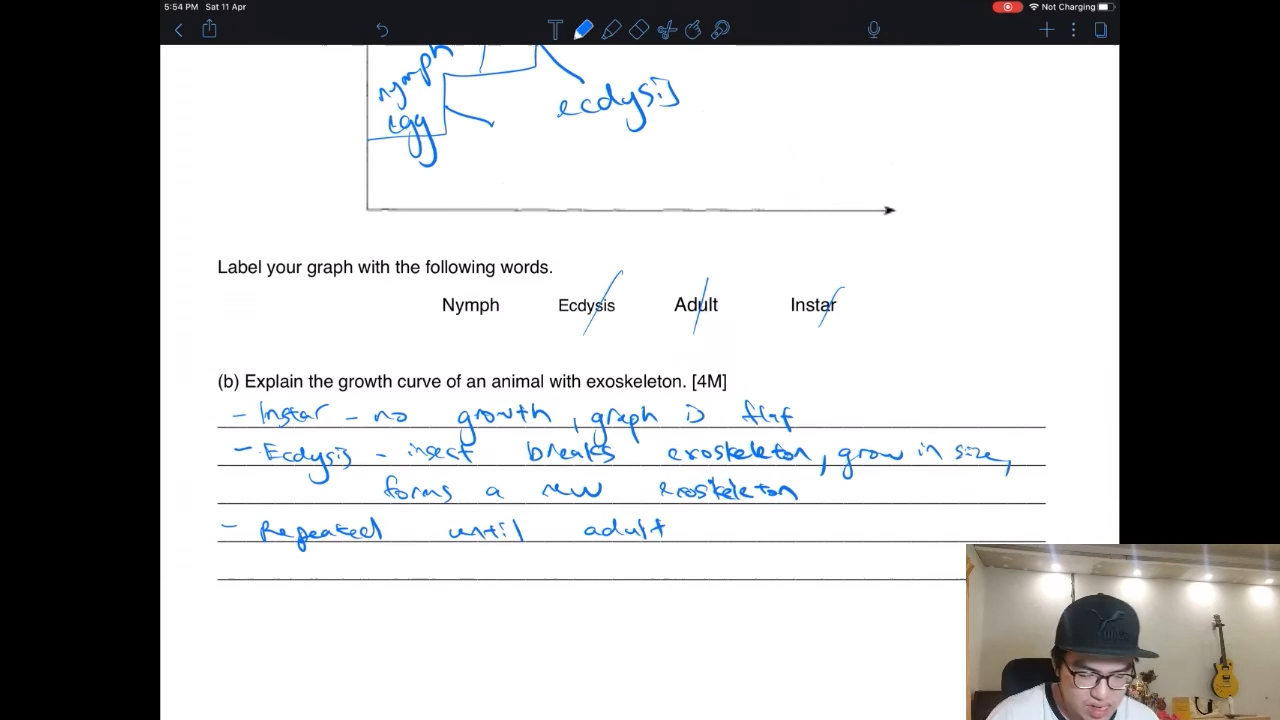 5:54 PM Sat 11 Apr
Not Charging
T
nymph
egg
ecdysis
Label your graph with the following words.
Nymph Ecdysis Adult Instar
(b) Explain the growth curve of an animal with exoskeleton. [4M]
- Instar - no growth, graph is flat
- Ecdysis - insect breaks exoskeleton, grow in size,
forms a new exoskeleton
- Repeated until adult